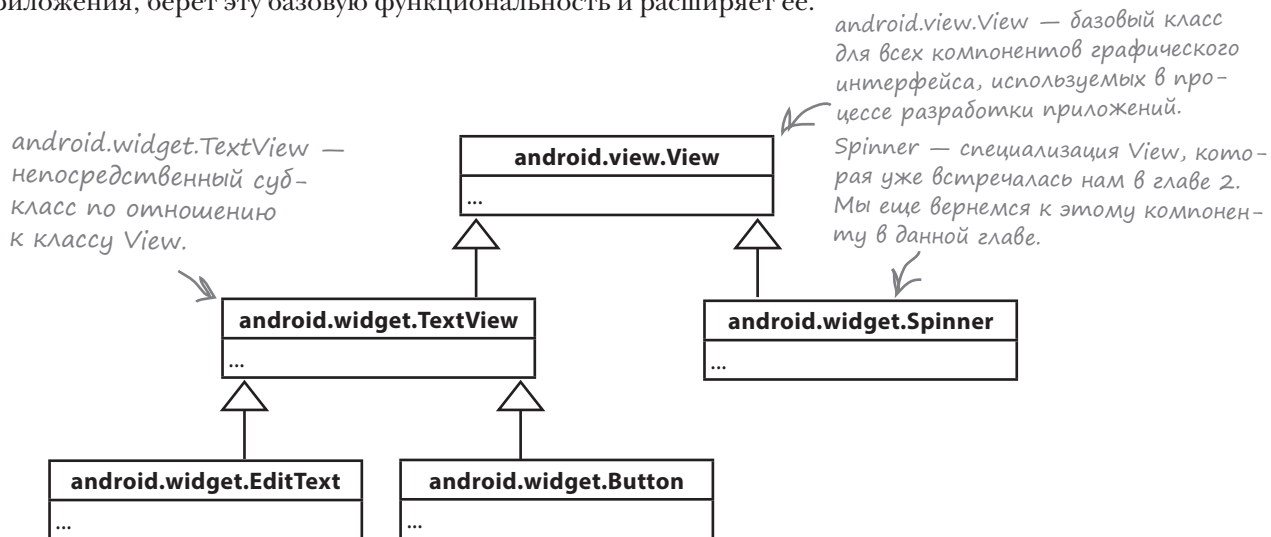 риложения, берет эту базовую функциональность и расширяет ее.
android.view.View — базовый класс
для всех компонентов графического
интерфейса, используемых в про-
цессе разработки приложений.
android.widget.TextView —
непосредственный суб-
класс по отношению
к классу View.
android.view.View
...
Spinner — специализация View, кото-
рая уже встречалась нам в главе 2.
Мы еще вернемся к этому компонен-
ту в данной главе.
android.widget.TextView
...
android.widget.Spinner
...
android.widget.EditText
...
android.widget.Button
...